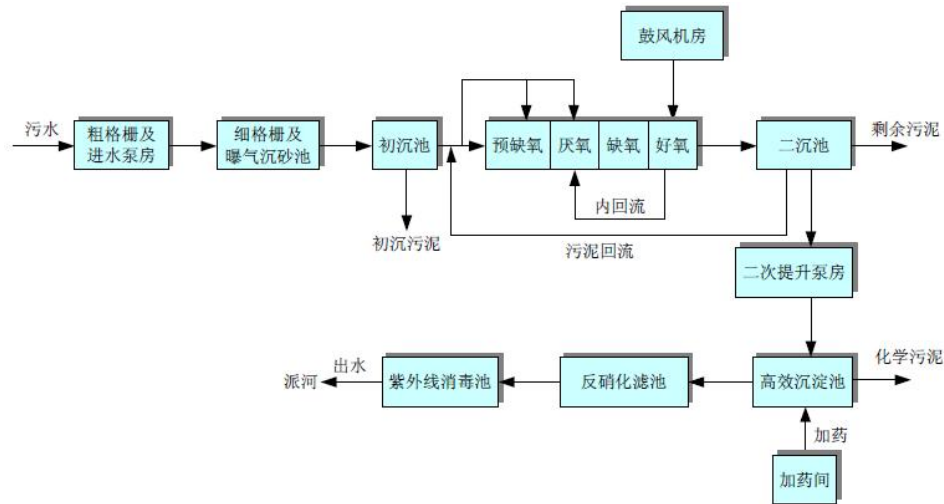 鼓风机房
污水
粗格栅及
进水泵房
细格栅及
曝气沉砂池
初沉池
预缺氧
厌氧
缺氧
好氧
二沉池
剩余污泥
内回流
初沉污泥
污泥回流
二次提升泵房
派河
出水
紫外线消毒池
反硝化滤池
高效沉淀池
化学污泥
加药
加药间